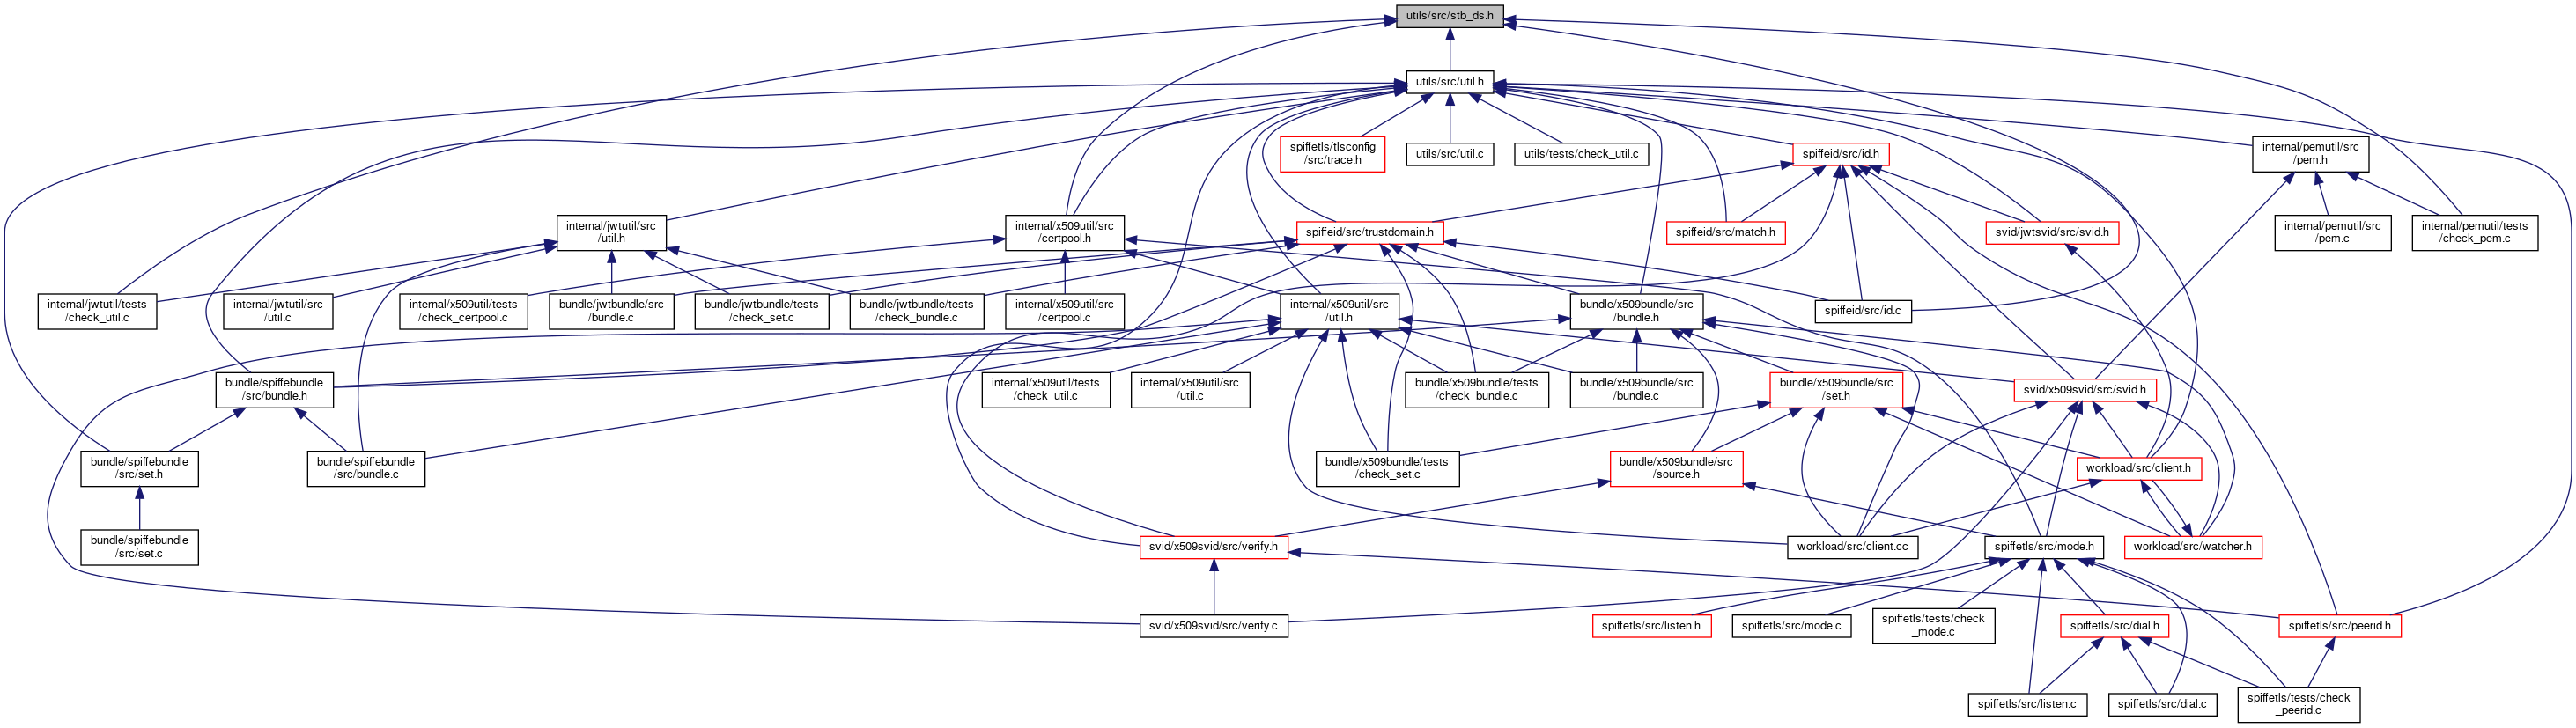 utils/src/stb_ds.h
utils/src/util.h
spiffetls/tlsconfig
/src/trace.h
utils/src/util.c
utils/tests/check_util.c
spiffeid/src/id.h
internal/pemutil/src
/pem.h
internal/jwtutil/src
/util.h
internal/x509util/src
/certpool.h
spiffeid/src/trustdomain.h
spiffeid/src/match.h
svid/jwtsvid/src/svid.h
internal/pemutil/src
/pem.c
internal/pemutil/tests
/check_pem.c
internal/jwtutil/tests
/check_util.c
internal/jwtutil/src
/util.c
internal/x509util/tests
/check_certpool.c
bundle/jwtbundle/src
/bundle.c
bundle/jwtbundle/tests
/check_set.c
bundle/jwtbundle/tests
/check_bundle.c
internal/x509util/src
/certpool.c
internal/x509util/src
/util.h
bundle/x509bundle/src
/bundle.h
spiffeid/src/id.c
bundle/spiffebundle
/src/bundle.h
internal/x509util/tests
/check_util.c
internal/x509util/src
/util.c
bundle/x509bundle/tests
/check_bundle.c
bundle/x509bundle/src
/bundle.c
bundle/x509bundle/src
/set.h
svid/x509svid/src/svid.h
bundle/spiffebundle
/src/set.h
bundle/spiffebundle
/src/bundle.c
bundle/x509bundle/tests
/check_set.c
bundle/x509bundle/src
/source.h
workload/src/client.h
bundle/spiffebundle
/src/set.c
svid/x509svid/src/verify.h
workload/src/client.cc
spiffetls/src/mode.h
workload/src/watcher.h
svid/x509svid/src/verify.c
spiffetls/src/listen.h
spiffetls/src/mode.c
spiffetls/tests/check
_mode.c
spiffetls/src/dial.h
spiffetls/src/peerid.h
spiffetls/src/listen.c
spiffetls/src/dial.c
spiffetls/tests/check
_peerid.c